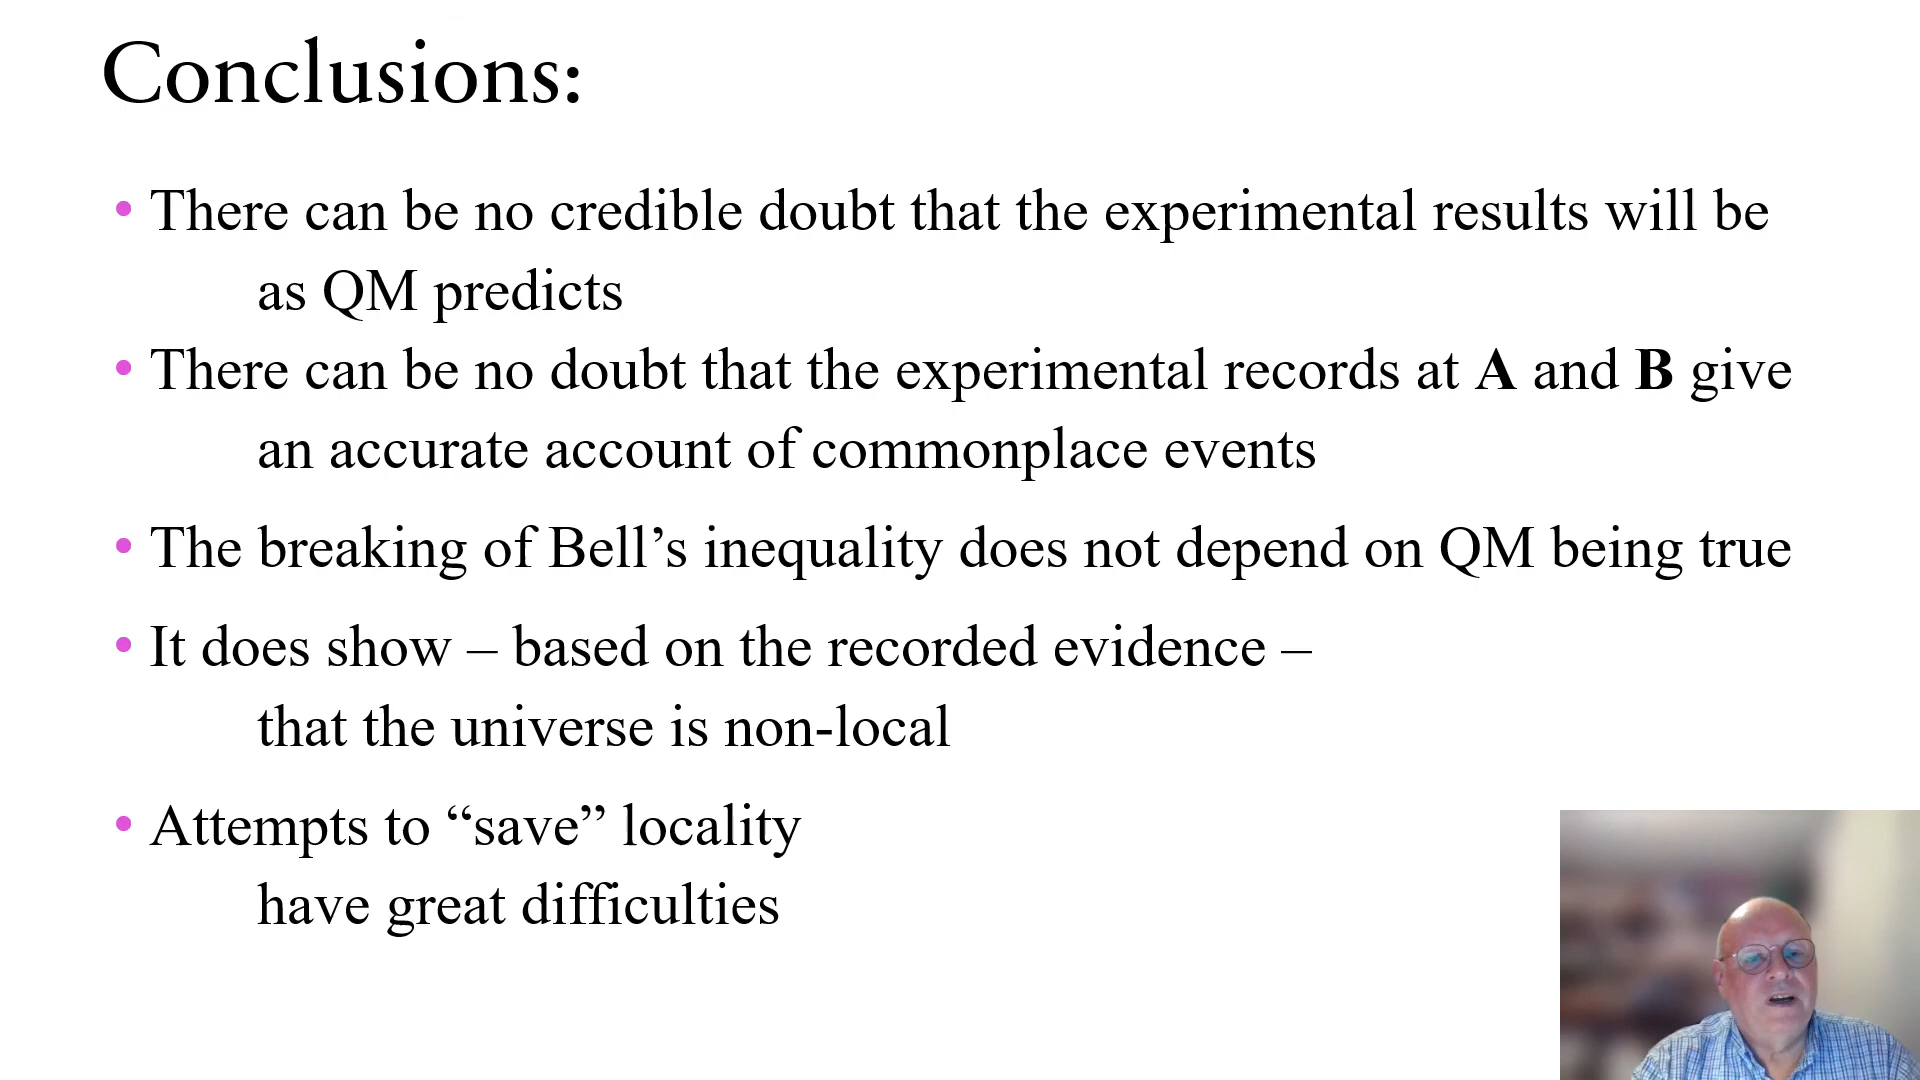 Conclusions:
• There can be no credible doubt that the experimental results will be
as QM predicts
• There can be no doubt that the experimental records at A and B give
an accurate account of commonplace events
• The breaking of Bell’s inequality does not depend on QM being true
• It does show – based on the recorded evidence –
that the universe is non-local
• Attempts to “save” locality
have great difficulties